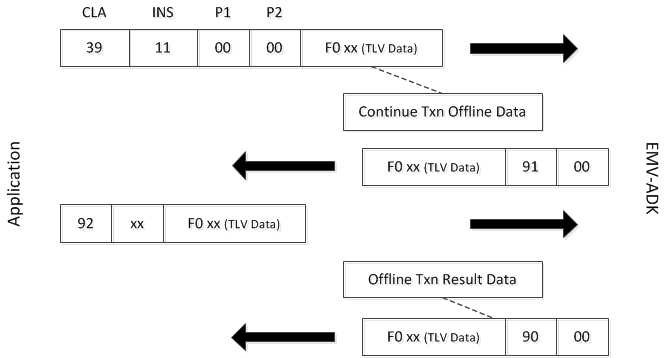 CLA INS P1 P2
39 11 00 00 F0 xx (TLV Data)
Continue Txn Offline Data
Application
EMV-ADK
F0 xx (TLV Data) 91 00
92 xx F0 xx (TLV Data)
Offline Txn Result Data
F0 xx (TLV Data) 90 00